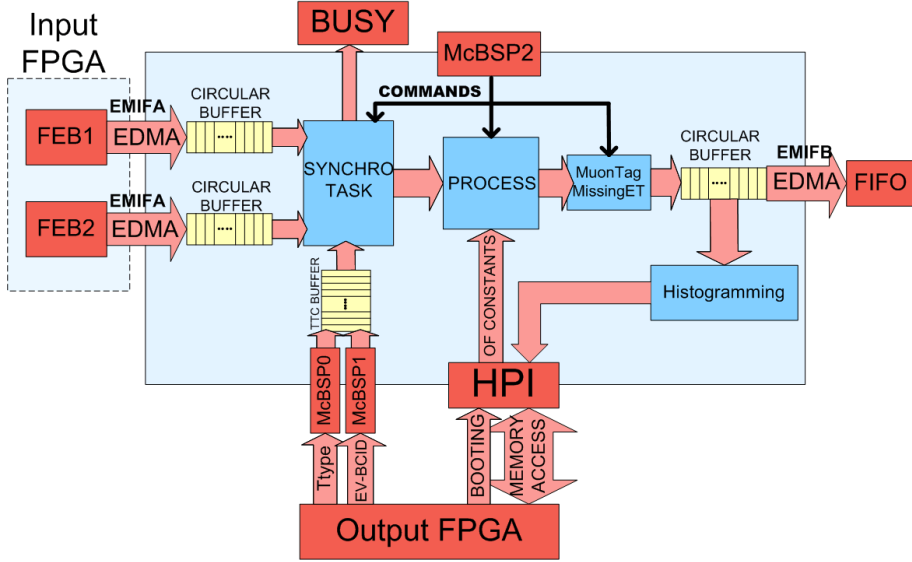 Input
FPGA
BUSY
McBSP2
COMMANDS
FEB1
EMIFA
EDMA
CIRCULAR
BUFFER
....
FEB2
EMIFA
EDMA
CIRCULAR
BUFFER
....
SYNCHRO
TASK
PROCESS
MuonTag
MissingET
CIRCULAR
BUFFER
....
EMIFB
EDMA
FIFO
TTC BUFFER
....
Histogramming
OF CONSTANTS
McBSP0
McBSP1
HPI
Ttype
EV-BCID
BOOTING
MEMORY
ACCESS
Output FPGA